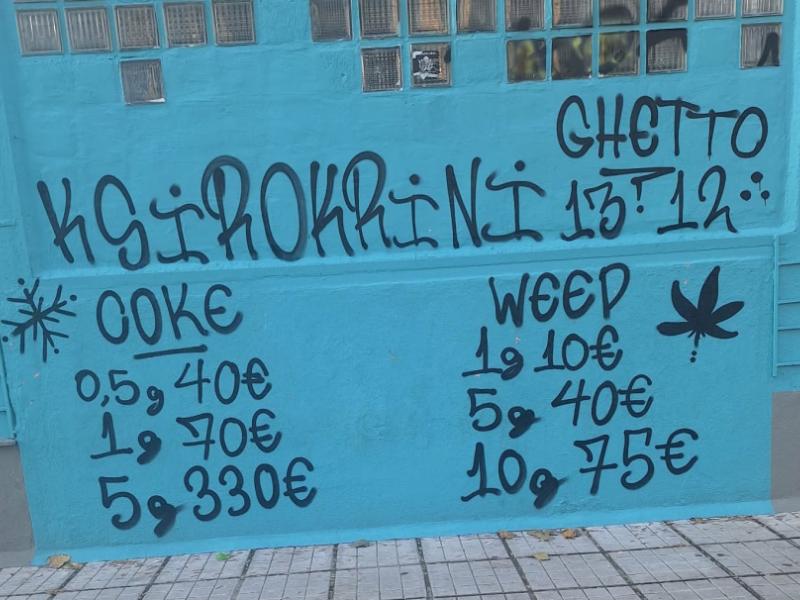 GHETTO
KSiROKRiNi 13' 12
COKE
0,5g 40€
1g 70€
5g 330€
WEED
1g 10€
5g 40€
10g 75€